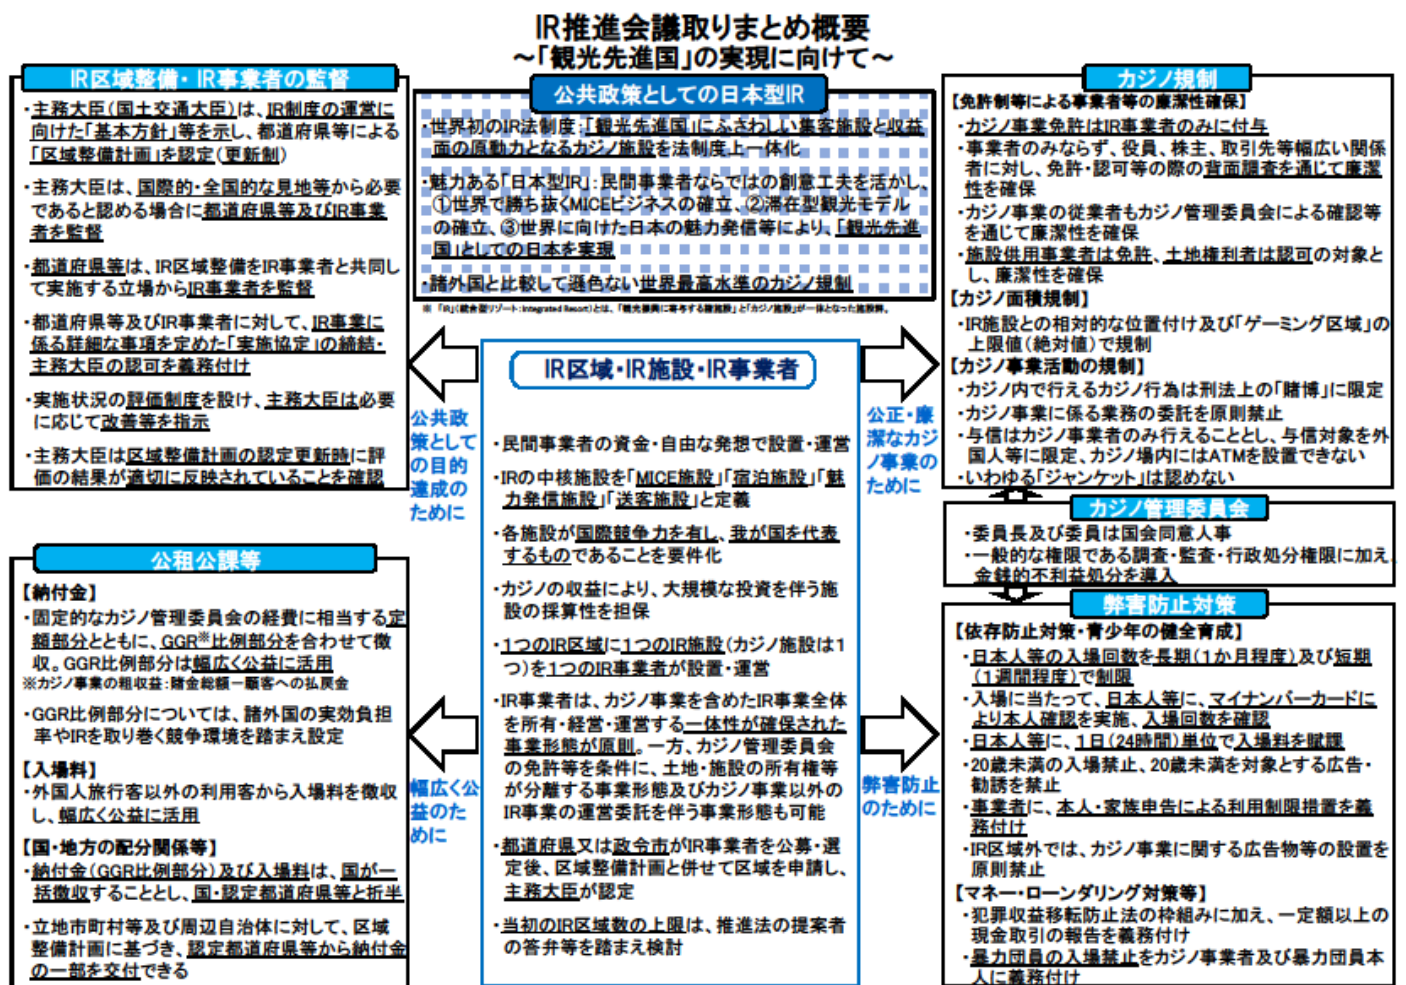 IR推進会議取りまとめ概要
～「観光先進国」の実現に向けて～
IR区域整備・IR事業者の監督
・主務大臣(国土交通大臣)は、IR制度の運営に
向けた「基本方針」等を示し、都道府県等による
「区域整備計画」を認定(更新制)
・主務大臣は、国際的・全国的な見地等から必要
であると認める場合に都道府県等及びIR事業
者を監督
・都道府県等は、IR区域整備をIR事業者と共同し
て実施する立場からIR事業者を監督
・都道府県等及びIR事業者に対して、IR事業に
係る詳細な事項を定めた「実施協定」の締結・
主務大臣の認可を義務付け
・実施状況の評価制度を設け、主務大臣は必要
に応じて改善等を指示
・主務大臣は区域整備計画の認定更新時に評
価の結果が適切に反映されていることを確認
公共政策としての日本型IR
・世界初のIR法制度：「観光先進国」にふさわしい集客施設と収益
面の原動力となるカジノ施設を法制度上一体化
・魅力ある「日本型IR」：民間事業者ならではの創意工夫を活かし、
①世界で勝ち抜くMICEビジネスの確立、②滞在型観光モデル
の確立、③世界に向けた日本の魅力発信等により、「観光先進
国」としての日本を実現
・諸外国と比較して遜色ない世界最高水準のカジノ規制
※ 「IR」(統合型リゾート：Integrated Resort)とは、「観光振興に寄与する諸施設」と「カジノ施設」が一体となった施設群。
カジノ規制
【免許制等による事業者等の廉潔性確保】
・カジノ事業免許はIR事業者のみに付与
・事業者のみならず、役員、株主、取引先等幅広い関係
者に対し、免許・認可等の際の背面調査を通じて廉潔
性を確保
・カジノ事業の従業者もカジノ管理委員会による確認等
を通じて廉潔性を確保
・施設供用事業者は免許、土地権利者は認可の対象と
し、廉潔性を確保
【カジノ面積規制】
・IR施設との相対的な位置付け及び「ゲーミング区域」の
上限値(絶対値)で規制
【カジノ事業活動の規制】
・カジノ内で行えるカジノ行為は刑法上の「賭博」に限定
・カジノ事業に係る業務の委託を原則禁止
・与信はカジノ事業者のみ行えることとし、与信対象を外
国人等に限定、カジノ場内にはATMを設置できない
・いわゆる「ジャンケット」は認めない
公共政
策として
の目的
達成の
ために
公正・廉
潔なカジ
ノ事業の
ために
IR区域・IR施設・IR事業者
・民間事業者の資金・自由な発想で設置・運営
・IRの中核施設を「MICE施設」「宿泊施設」「魅
力発信施設」「送客施設」と定義
・各施設が国際競争力を有し、我が国を代表
するものであることを要件化
・カジノの収益により、大規模な投資を伴う施
設の採算性を担保
・1つのIR区域に1つのIR施設(カジノ施設は1
つ)を1つのIR事業者が設置・運営
・IR事業者は、カジノ事業を含めたIR事業全体
を所有・経営・運営する一体性が確保された
事業形態が原則。一方、カジノ管理委員会
の免許等を条件に、土地・施設の所有権等
が分離する事業形態及びカジノ事業以外の
IR事業の運営委託を伴う事業形態も可能
・都道府県又は政令市がIR事業者を公募・選
定後、区域整備計画と併せて区域を申請し、
主務大臣が認定
・当初のIR区域数の上限は、推進法の提案者
の答弁等を踏まえ検討
カジノ管理委員会
・委員長及び委員は国会同意人事
・一般的な権限である調査・監査・行政処分権限に加え、
金銭的不利益処分を導入
公租公課等
【納付金】
・固定的なカジノ管理委員会の経費に相当する定
額部分とともに、GGR※比例部分を合わせて徴
収。GGR比例部分は幅広く公益に活用
※カジノ事業の粗収益：賭金総額－顧客への払戻金
・GGR比例部分については、諸外国の実効負担
率やIRを取り巻く競争環境を踏まえ設定
【入場料】
・外国人旅行客以外の利用客から入場料を徴収
し、幅広く公益に活用
【国・地方の配分関係等】
・納付金(GGR比例部分)及び入場料は、国が一
括徴収することとし、国・認定都道府県等と折半
・立地市町村等及び周辺自治体に対して、区域
整備計画に基づき、認定都道府県等から納付金
の一部を交付できる
幅広く公
益のた
めに
弊害防止
のために
弊害防止対策
【依存防止対策・青少年の健全育成】
・日本人等の入場回数を長期(1か月程度)及び短期
(1週間程度)で制限
・入場に当たって、日本人等に、マイナンバーカードに
より本人確認を実施、入場回数を確認
・日本人等に、1日(24時間)単位で入場料を賦課
・20歳未満の入場禁止、20歳未満を対象とする広告・
勧誘を禁止
・事業者に、本人・家族申告による利用制限措置を義
務付け
・IR区域外では、カジノ事業に関する広告物等の設置を
原則禁止
【マネー・ローンダリング対策等】
・犯罪収益移転防止法の枠組みに加え、一定額以上の
現金取引の報告を義務付け
・暴力団員の入場禁止をカジノ事業者及び暴力団員本
人に義務付け